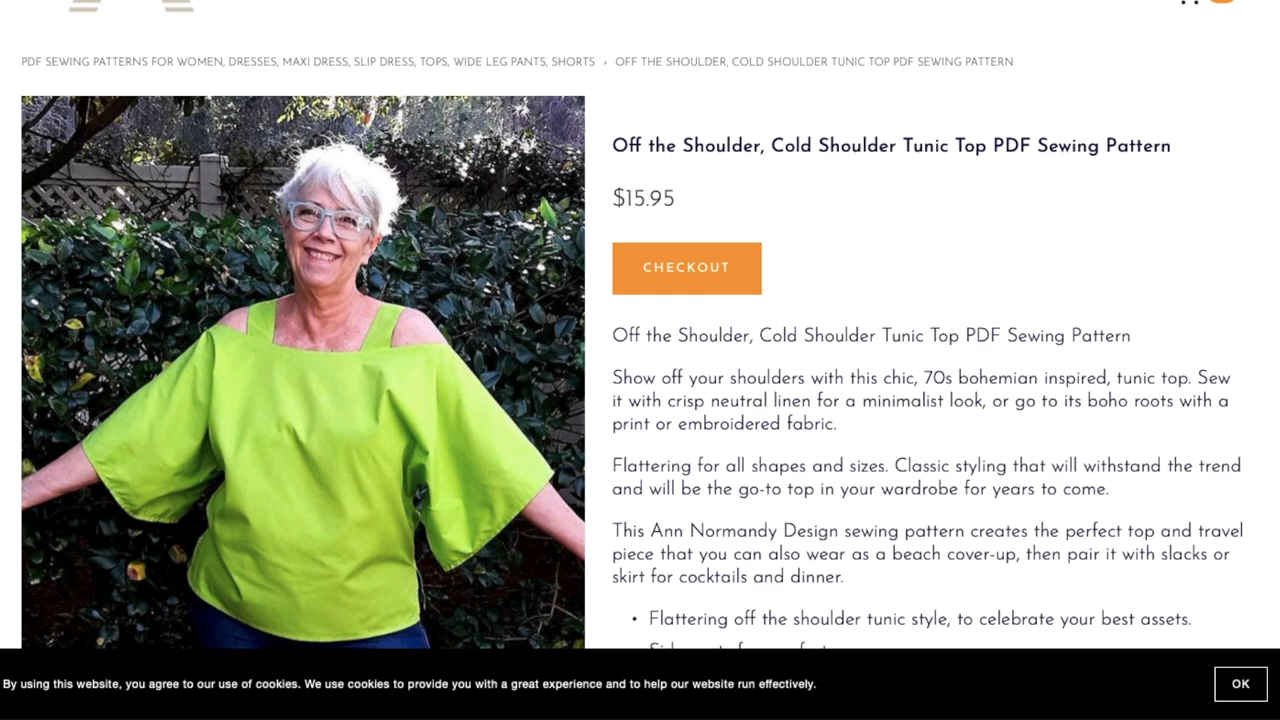 PDF SEWING PATTERNS FOR WOMEN, DRESSES, MAXI DRESS, SLIP DRESS, TOPS, WIDE LEG PANTS, SHORTS › OFF THE SHOULDER, COLD SHOULDER TUNIC TOP PDF SEWING PATTERN
Off the Shoulder, Cold Shoulder Tunic Top PDF Sewing Pattern
$15.95
CHECKOUT
Off the Shoulder, Cold Shoulder Tunic Top PDF Sewing Pattern
Show off your shoulders with this chic, 70s bohemian inspired, tunic top. Sew
it with crisp neutral linen for a minimalist look, or go to its boho roots with a
print or embroidered fabric.
Flattering for all shapes and sizes. Classic styling that will withstand the trend
and will be the go-to top in your wardrobe for years to come.
This Ann Normandy Design sewing pattern creates the perfect top and travel
piece that you can also wear as a beach cover-up, then pair it with slacks or
skirt for cocktails and dinner.
• Flattering off the shoulder tunic style, to celebrate your best assets.
By using this website, you agree to our use of cookies. We use cookies to provide you with a great experience and to help our website run effectively.
OK